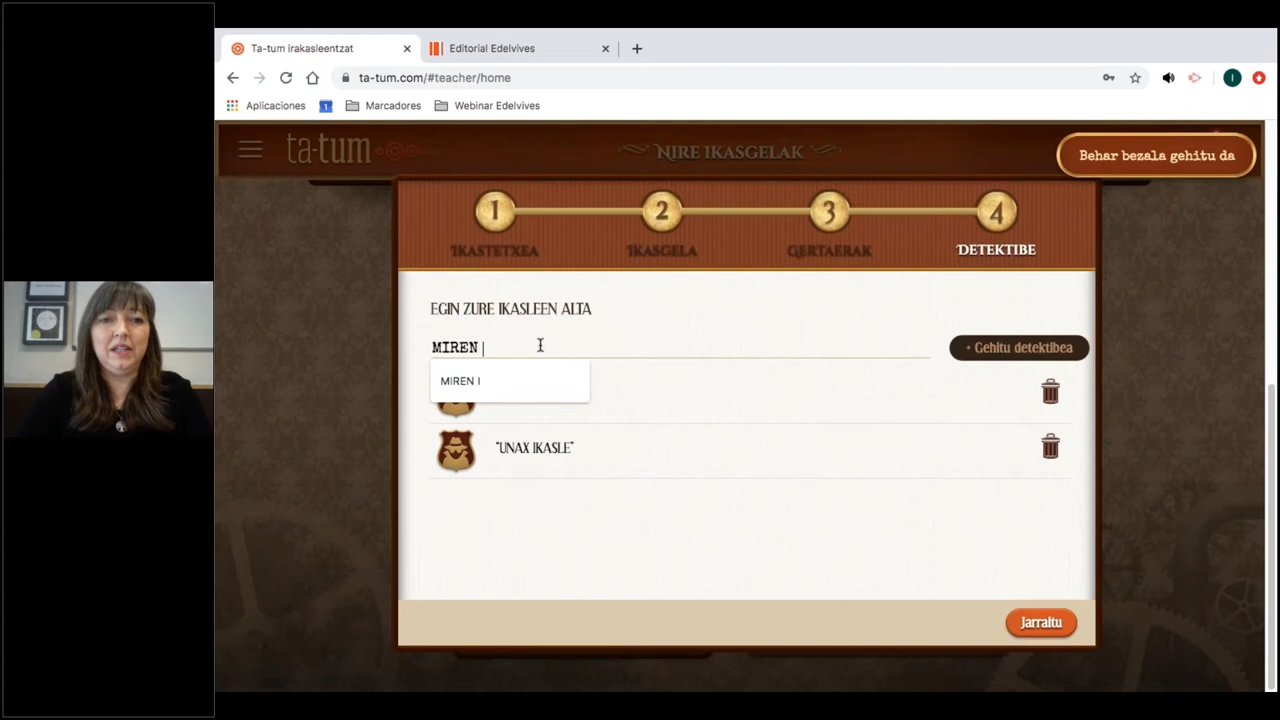 Ta-tum irakasleentzat
Editorial Edelvives
ta-tum.com/#teacher/home
I
Aplicaciones
1
Marcadores
Webinar Edelvives
ta-tum
NIRE IKASGELAK
Behar bezala gehitu da
1 2 3 4
IKASTETXEA IKASGELA GERTAERAK DETEKTIBE
EGIN ZURE IKASLEEN ALTA
MIREN
+ Gehitu detektibea
MIREN I
"UNAX IKASLE"
Jarraitu